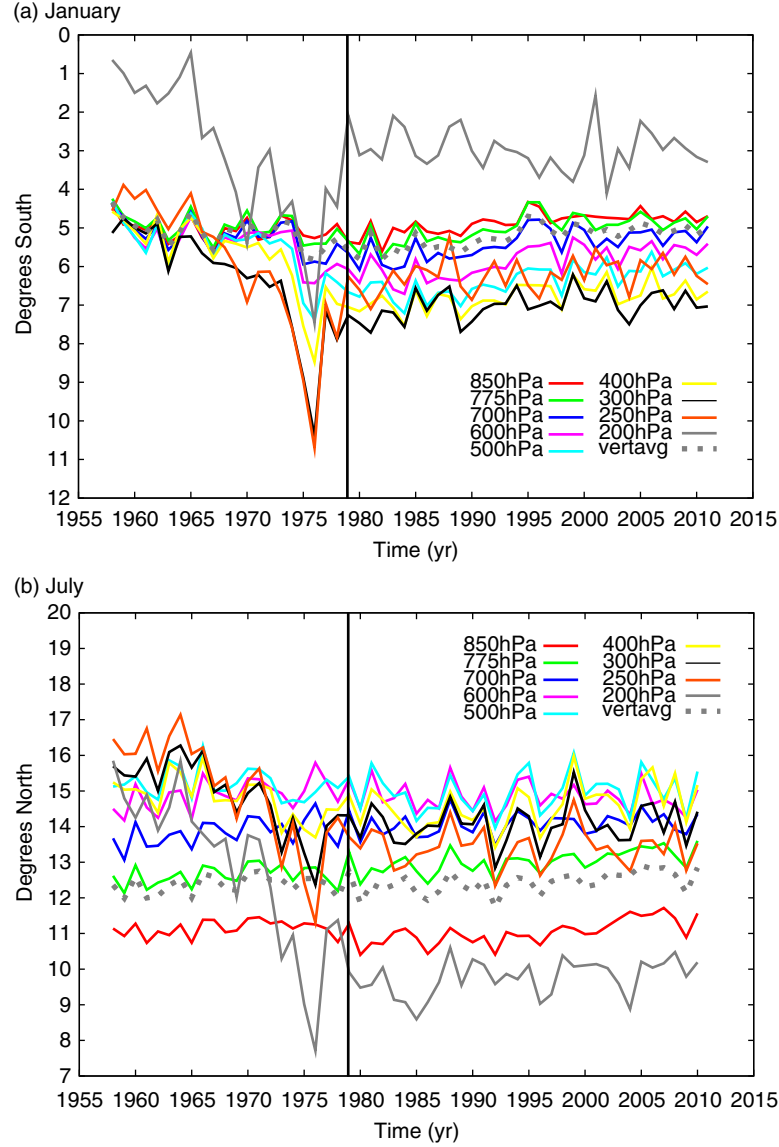 (a) January
0
1
2
3
4
5
6
7
8
9
10
11
12
Degrees South
850hPa 400hPa
775hPa 300hPa
700hPa 250hPa
600hPa 200hPa
500hPa vertavg
1955 1960 1965 1970 1975 1980 1985 1990 1995 2000 2005 2010 2015
Time (yr)
(b) July
20
19
18
17
16
15
14
13
12
11
10
9
8
7
Degrees North
850hPa 400hPa
775hPa 300hPa
700hPa 250hPa
600hPa 200hPa
500hPa vertavg
1955 1960 1965 1970 1975 1980 1985 1990 1995 2000 2005 2010 2015
Time (yr)